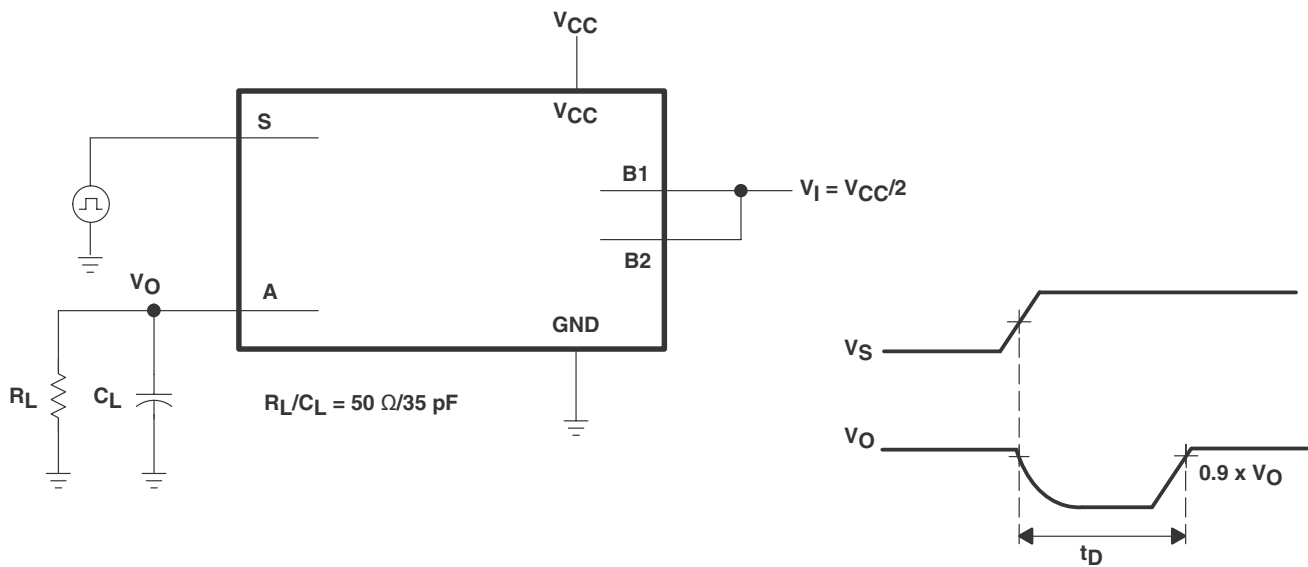 VCC
VCC
S
B1
VI = VCC/2
B2
VO
A
GND
RL
CL
RL/CL = 50 Ω/35 pF
VS
VO
0.9 x VO
tD